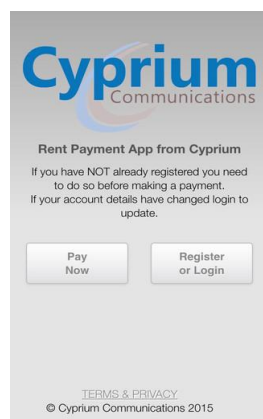 Cyprium
Communications
Rent Payment App from Cyprium
If you have NOT already registered you need
to do so before making a payment.
If your account details have changed login to
update.
Pay
Now
Register
or Login
TERMS & PRIVACY
© Cyprium Communications 2015